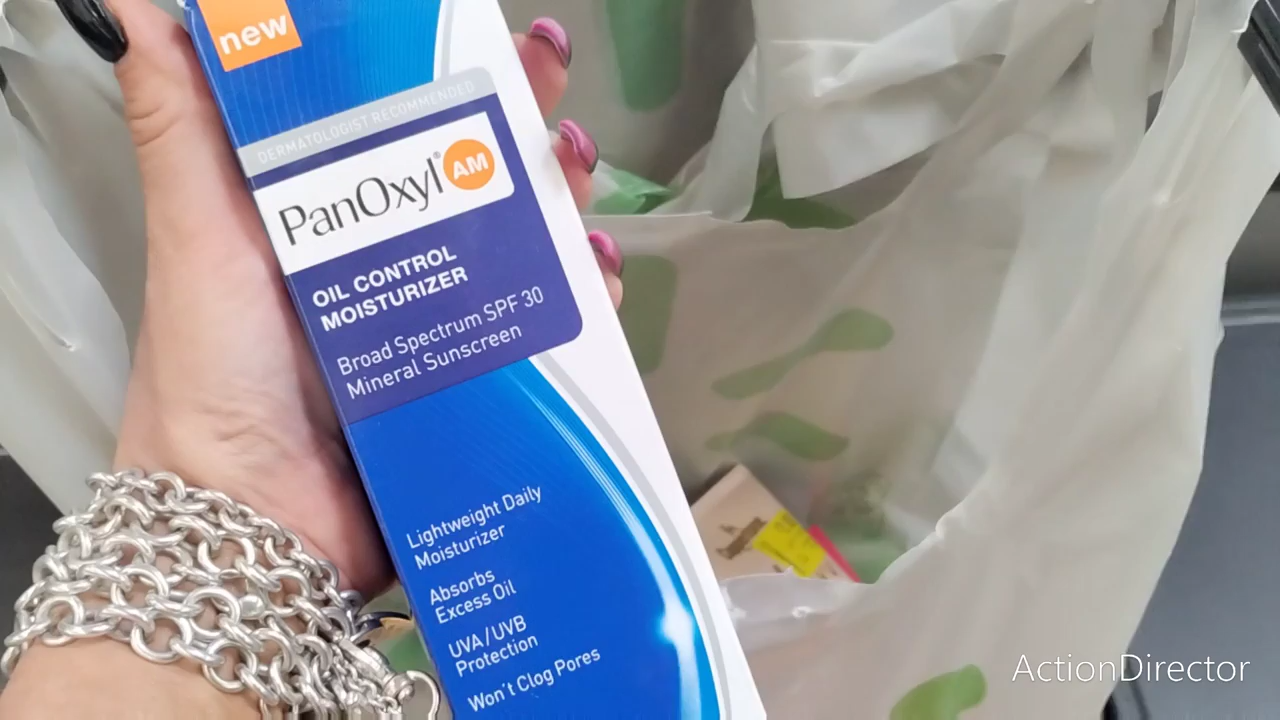 new
DERMATOLOGIST RECOMMENDED
PanOxyl® AM
OIL CONTROL
MOISTURIZER
Broad Spectrum SPF 30
Mineral Sunscreen
Lightweight Daily
Moisturizer
Absorbs
Excess Oil
UVA/UVB
Protection
Won't Clog Pores
ActionDirector